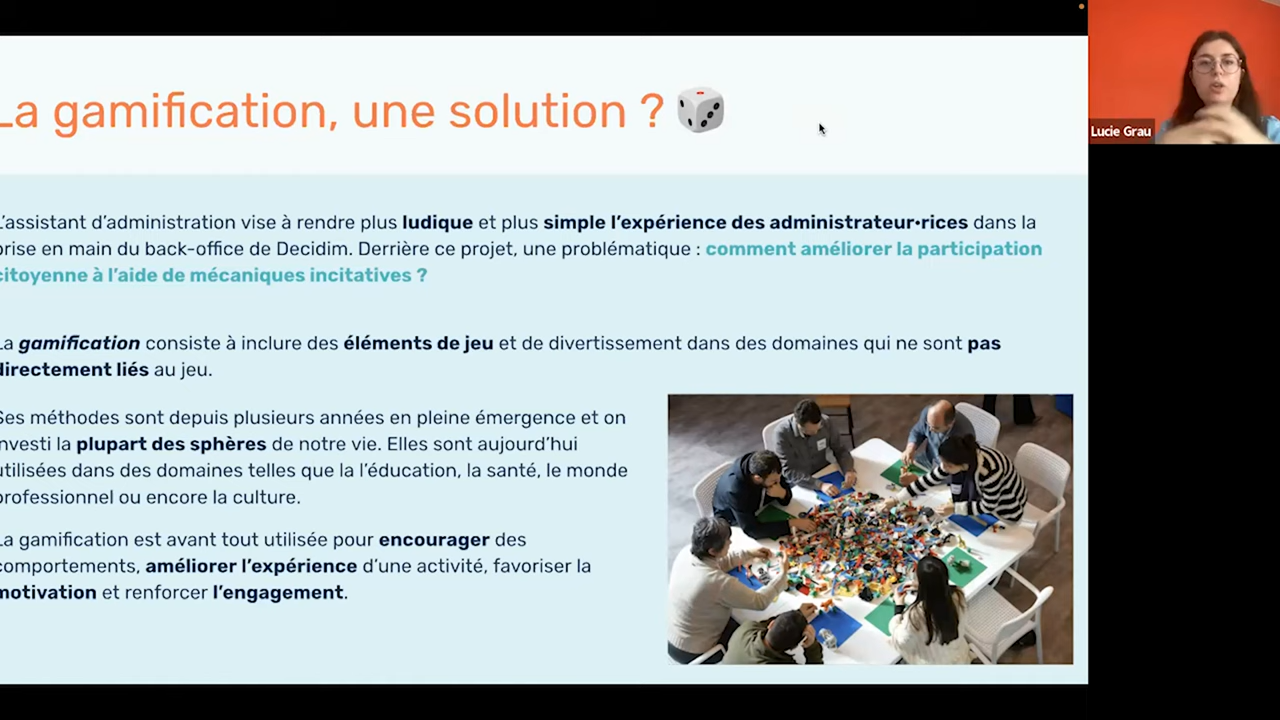 La gamification, une solution ?
L'assistant d'administration vise à rendre plus ludique et plus simple l'expérience des administrateur•rices dans la
prise en main du back-office de Decidim. Derrière ce projet, une problématique : comment améliorer la participation
citoyenne à l'aide de mécaniques incitatives ?
La gamification consiste à inclure des éléments de jeu et de divertissement dans des domaines qui ne sont pas
directement liés au jeu.
Ses méthodes sont depuis plusieurs années en pleine émergence et on
investi la plupart des sphères de notre vie. Elles sont aujourd'hui
utilisées dans des domaines telles que la l'éducation, la santé, le monde
professionnel ou encore la culture.
La gamification est avant tout utilisée pour encourager des
comportements, améliorer l'expérience d'une activité, favoriser la
motivation et renforcer l'engagement.
Lucie Grau